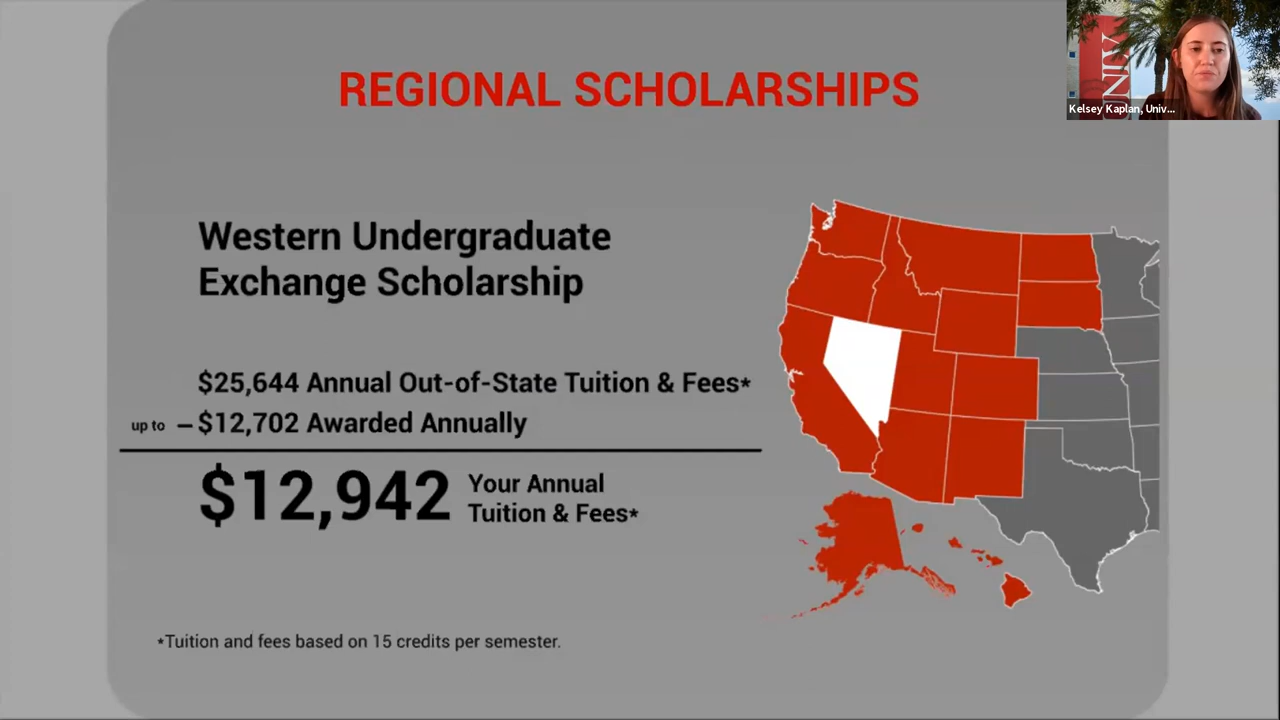 REGIONAL SCHOLARSHIPS
Kelsey Kaplan, Univ...
UNLV
Western Undergraduate
Exchange Scholarship
$25,644 Annual Out-of-State Tuition & Fees*
up to –$12,702 Awarded Annually
$12,942 Your Annual
Tuition & Fees*
*Tuition and fees based on 15 credits per semester.